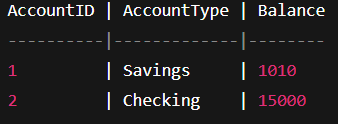 AccountID | AccountType | Balance
----------|-------------|--------
1         | Savings     | 1010
2         | Checking    | 15000